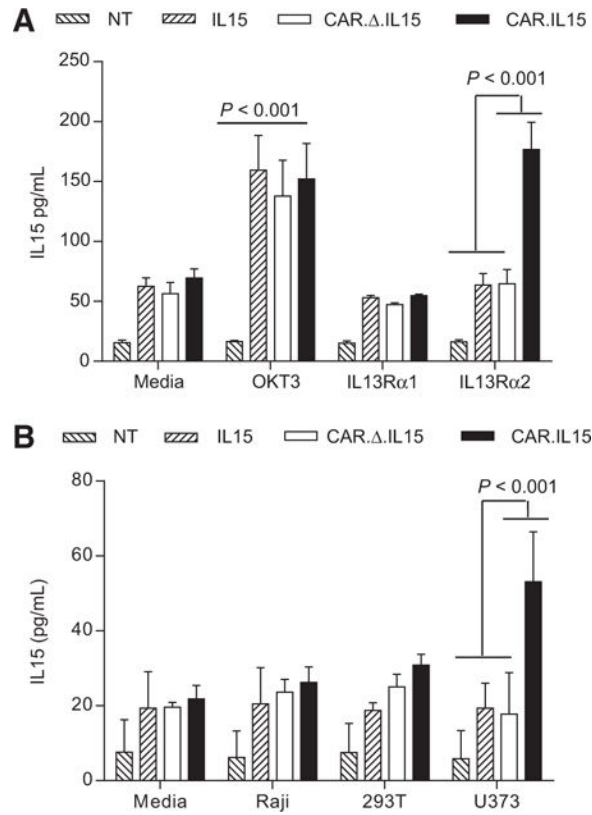 A
NT IL15 CAR.Δ.IL15 CAR.IL15
250
200
150
100
50
0
IL15 pg/mL
P < 0.001
P < 0.001
Media OKT3 IL13Rα1 IL13Rα2
B
NT IL15 CAR.Δ.IL15 CAR.IL15
80
60
40
20
0
IL15 (pg/mL)
P < 0.001
Media Raji 293T U373